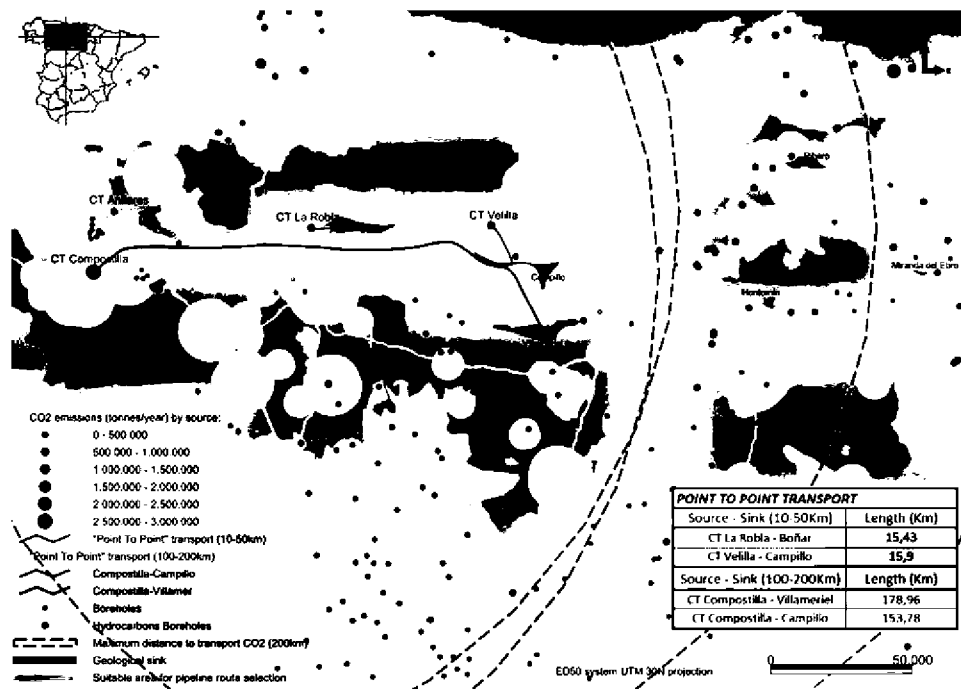 CT Anllares
CT La Robla
CT Velilla
CT Compostilla
Campillo
Ribero
Miranda del Ebro
Hontomín
CO2 emissions (tonnes/year) by source:
0 - 500 000
500 000 - 1.000.000
1 000.000 - 1.500.000
1.500.000 - 2.000.000
2 000.000 - 2.500.000
2 500.000 - 3.000.000
"Point To Point" transport (10-50km)
"Point To Point" transport (100-200km)
Compostilla-Campillo
Compostilla-Villamer
Boreholes
Hydrocarbons Boreholes
Maximum distance to transport CO2 (200km)
Geological sink
Suitable area for pipeline route selection
POINT TO POINT TRANSPORT
Source - Sink (10-50Km) Length (Km)
CT La Robla - Boñar 15,43
CT Velilla - Campillo 15,9
Source - Sink (100-200Km) Length (Km)
CT Compostilla - Villameriel 178,96
CT Compostilla - Campillo 153,78
ED50 system UTM 30N projection
0 50,000